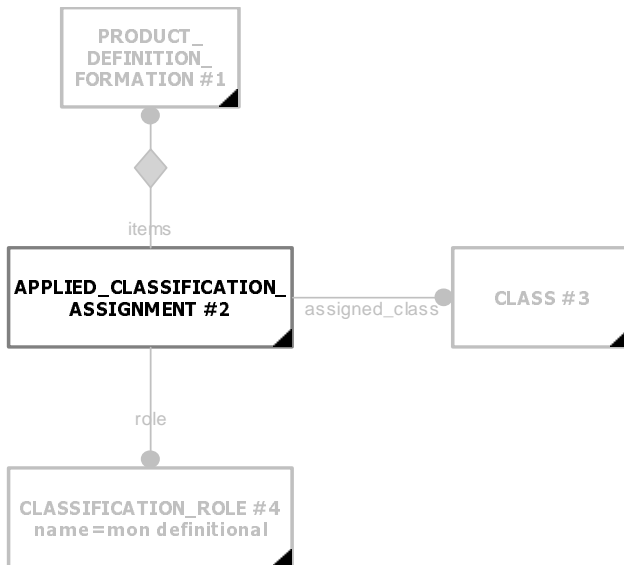 PRODUCT_
DEFINITION_
FORMATION #1
items
APPLIED_CLASSIFICATION_
ASSIGNMENT #2
assigned_class
CLASS #3
role
CLASSIFICATION_ROLE #4
name=mon definitional